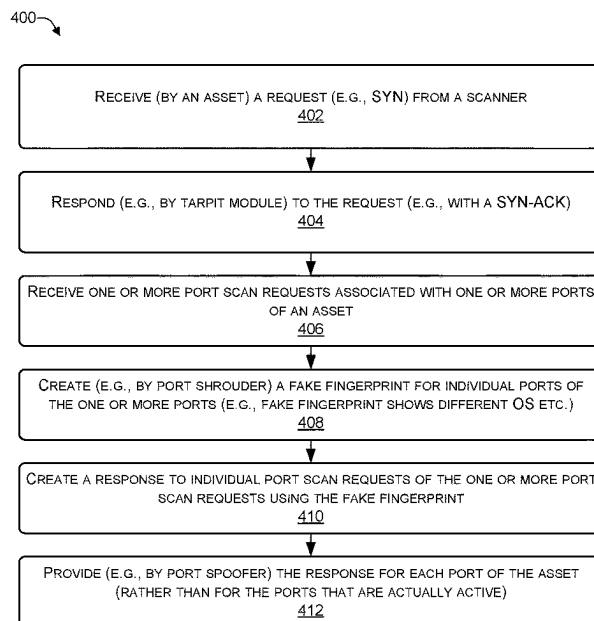 400
RECEIVE (BY AN ASSET) A REQUEST (E.G., SYN) FROM A SCANNER
402
RESPOND (E.G., BY TARPIT MODULE) TO THE REQUEST (E.G., WITH A SYN-ACK)
404
RECEIVE ONE OR MORE PORT SCAN REQUESTS ASSOCIATED WITH ONE OR MORE PORTS
OF AN ASSET
406
CREATE (E.G., BY PORT SHROUDER) A FAKE FINGERPRINT FOR INDIVIDUAL PORTS OF
THE ONE OR MORE PORTS (E.G., FAKE FINGERPRINT SHOWS DIFFERENT OS ETC.)
408
CREATE A RESPONSE TO INDIVIDUAL PORT SCAN REQUESTS OF THE ONE OR MORE PORT
SCAN REQUESTS USING THE FAKE FINGERPRINT
410
PROVIDE (E.G., BY PORT SPOOFER) THE RESPONSE FOR EACH PORT OF THE ASSET
(RATHER THAN FOR THE PORTS THAT ARE ACTUALLY ACTIVE)
412